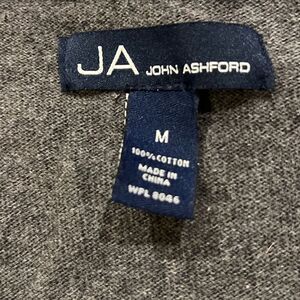 JA JOHN ASHFORD
M
100% COTTON
MADE IN
CHINA
WPL 8046